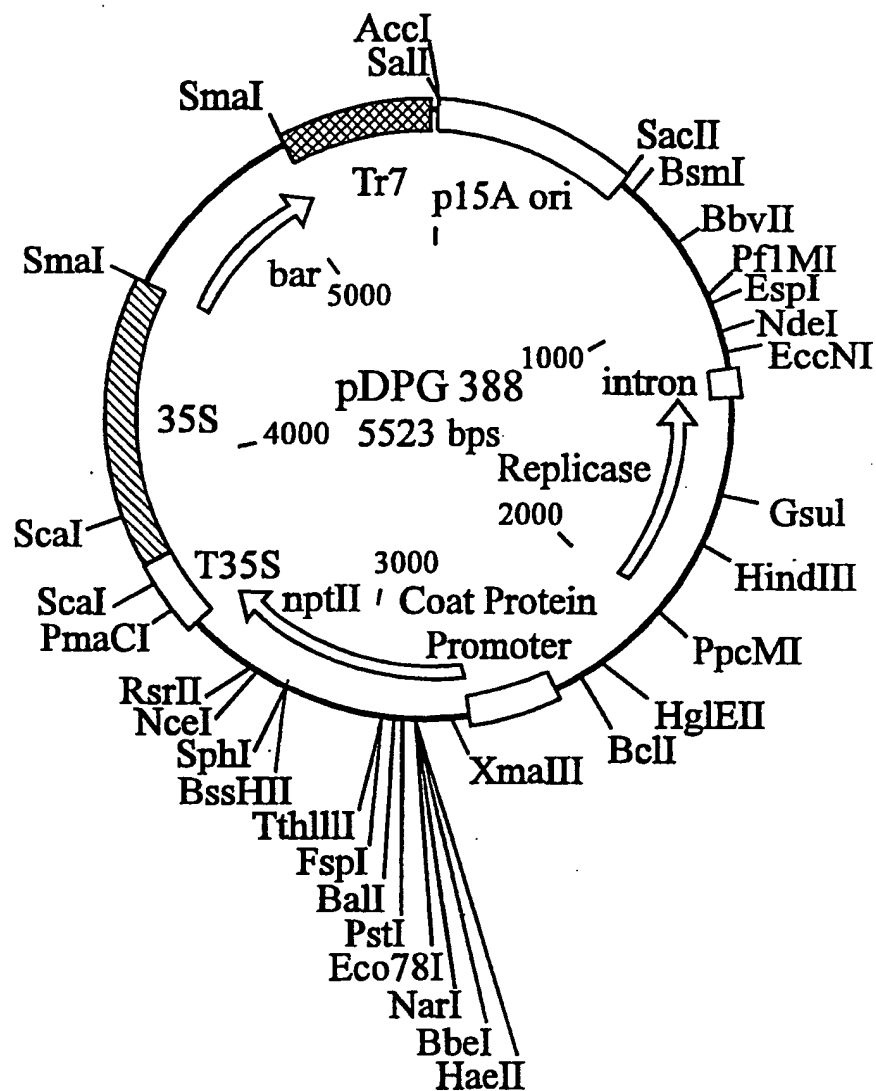 AccI
SalI
SmaI
SacII
BsmI
Tr7
p15A ori
BbvII
Pf1MI
EspI
NdeI
EccNI
SmaI
bar
5000
1000
intron
pDPG 388
5523 bps
35S
4000
Replicase
2000
GsuI
HindIII
ScaI
T35S
3000
nptII
Coat Protein
Promoter
ScaI
PmaCI
PpcMI
RsrII
NceI
HglEII
SphI
BclI
BssHII
XmaIII
TthlllI
FspI
BalI
PstI
Eco78I
NarI
BbeI
HaeII